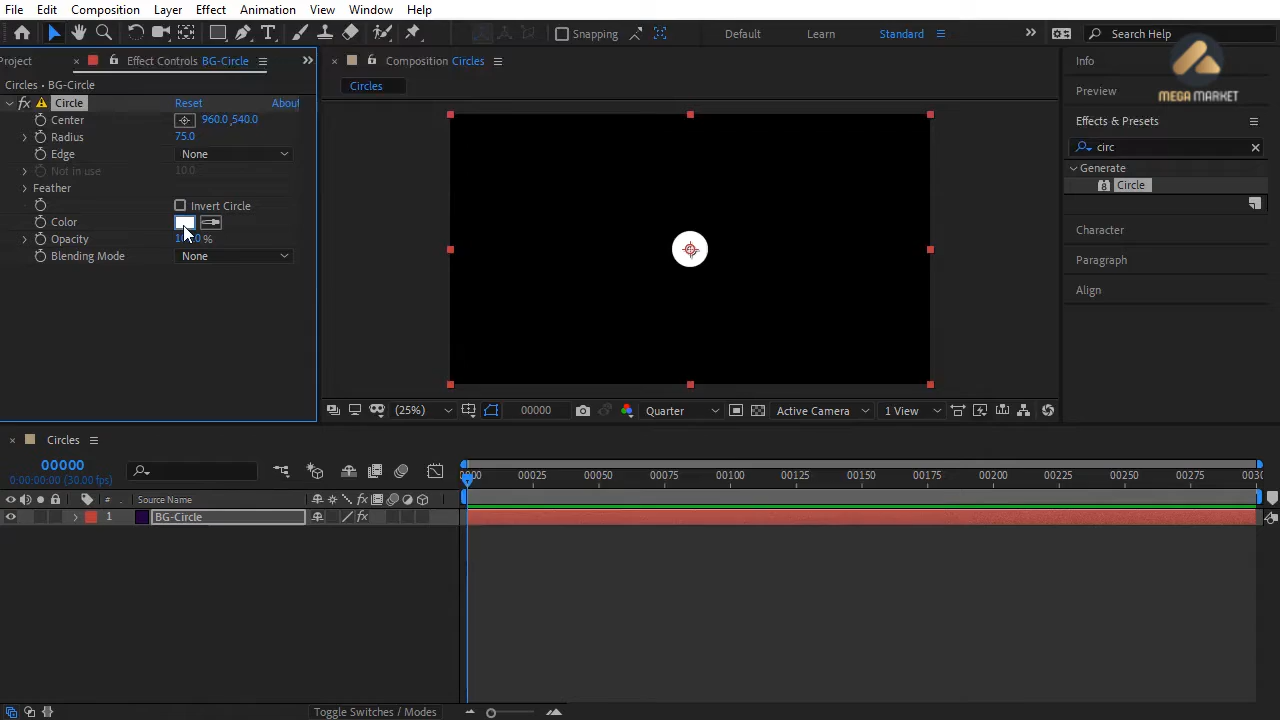 File Edit Composition Layer Effect Animation View Window Help
Snapping Default Learn Standard Search Help
MEGA MARKET
Project Effect Controls BG-Circle
Composition Circles
Info
Circles • BG-Circle
Circles
Preview
fx Circle Reset About
Center 960.0,540.0
Radius 75.0
Edge None
Not in use 10.0
Feather
Invert Circle
Color
Opacity %
Blending Mode None
Effects & Presets
circ
Generate
Circle
Character
Paragraph
Align
(25%) 00000 Quarter Active Camera 1 View
Circles
00000
0:00:00:00 (30.00 fps)
0000 00025 00050 00075 00100 00125 00150 00175 00200 00225 00250 00275 0030
# Source Name fx
1 BG-Circle fx
Toggle Switches / Modes